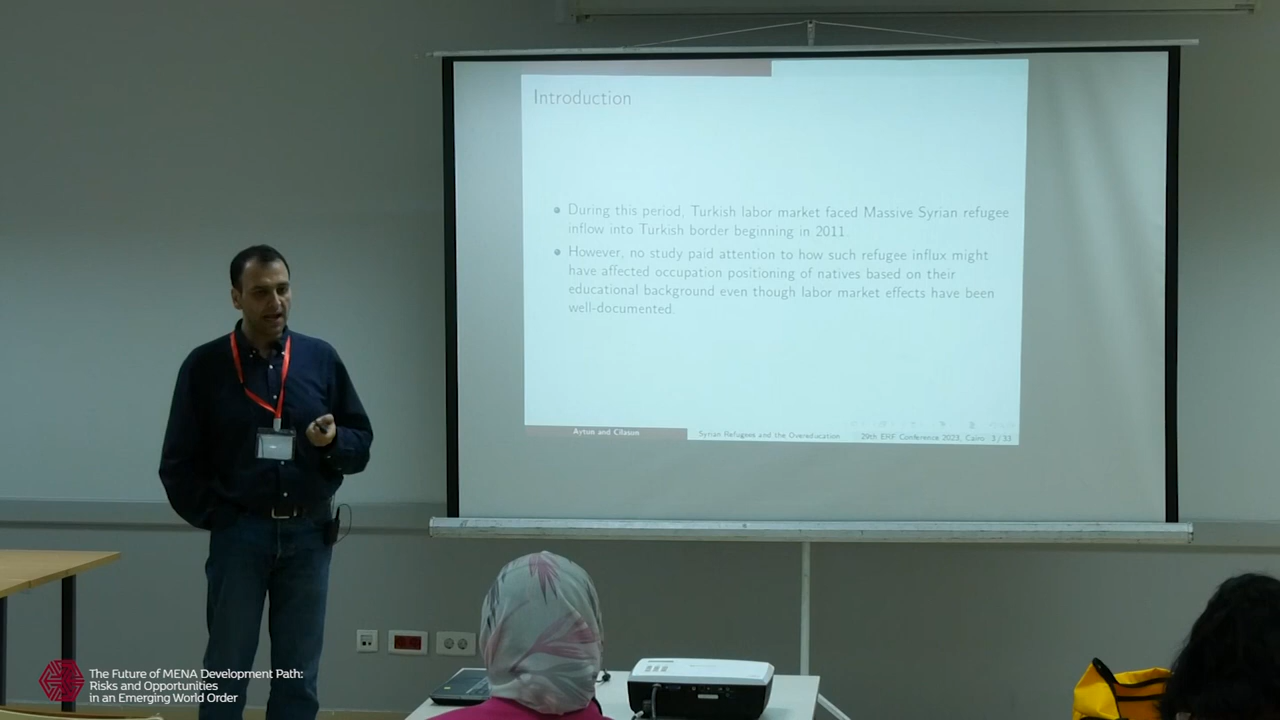 Introduction
During this period, Turkish labor market faced Massive Syrian refugee
inflow into Turkish border beginning in 2011.
However, no study paid attention to how such refugee influx might
have affected occupation positioning of natives based on their
educational background even though labor market effects have been
well-documented.
Aytun and Cilasun
Syrian Refugees and the Overeducation
29th ERF Conference 2023, Cairo 3/33
The Future of MENA Development Path:
Risks and Opportunities
in an Emerging World Order